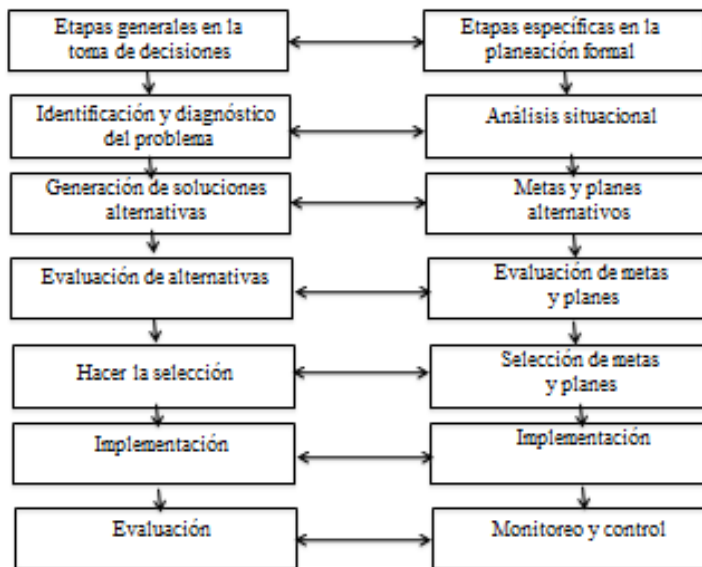 Etapas generales en la
toma de decisiones
Etapas específicas en la
planeación formal
Identificación y diagnóstico
del problema
Análisis situacional
Generación de soluciones
alternativas
Metas y planes
alternativos
Evaluación de alternativas
Evaluación de metas
y planes
Hacer la selección
Selección de metas
y planes
Implementación
Implementación
Evaluación
Monitoreo y control